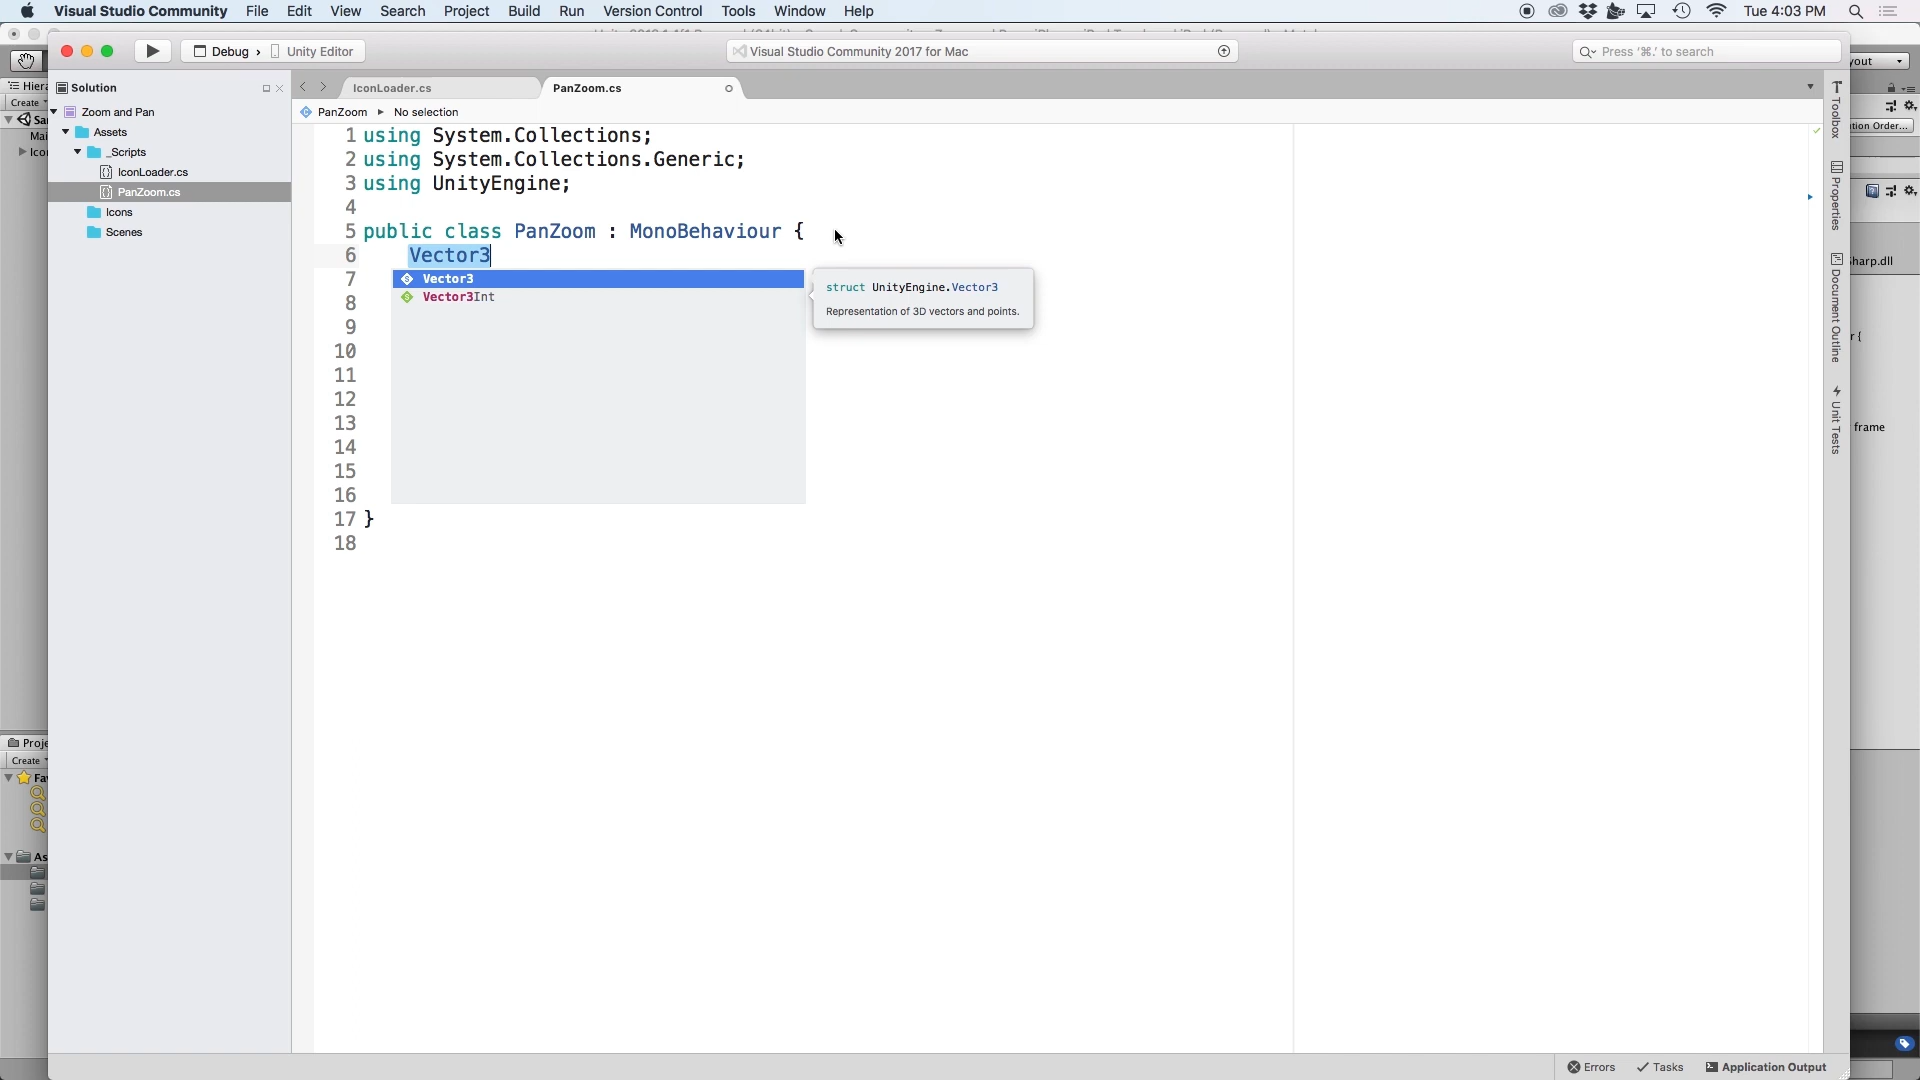 Visual Studio Community File Edit View Search Project Build Run Version Control Tools Window Help Tue 4:03 PM
Debug › Unity Editor
Visual Studio Community 2017 for Mac
Press '⌘.' to search
Solution
IconLoader.cs
PanZoom.cs
PanZoom ▸ No selection
Zoom and Pan
Assets
_Scripts
IconLoader.cs
PanZoom.cs
Icons
Scenes
1 using System.Collections;
2 using System.Collections.Generic;
3 using UnityEngine;
4
5 public class PanZoom : MonoBehaviour {
6 Vector3
7
8
9
10
11
12
13
14
15
16
17 }
18
Vector3
Vector3Int
struct UnityEngine.Vector3
Representation of 3D vectors and points.
Toolbox
Properties
Document Outline
Unit Tests
Create
Create
frame
Errors Tasks Application Output